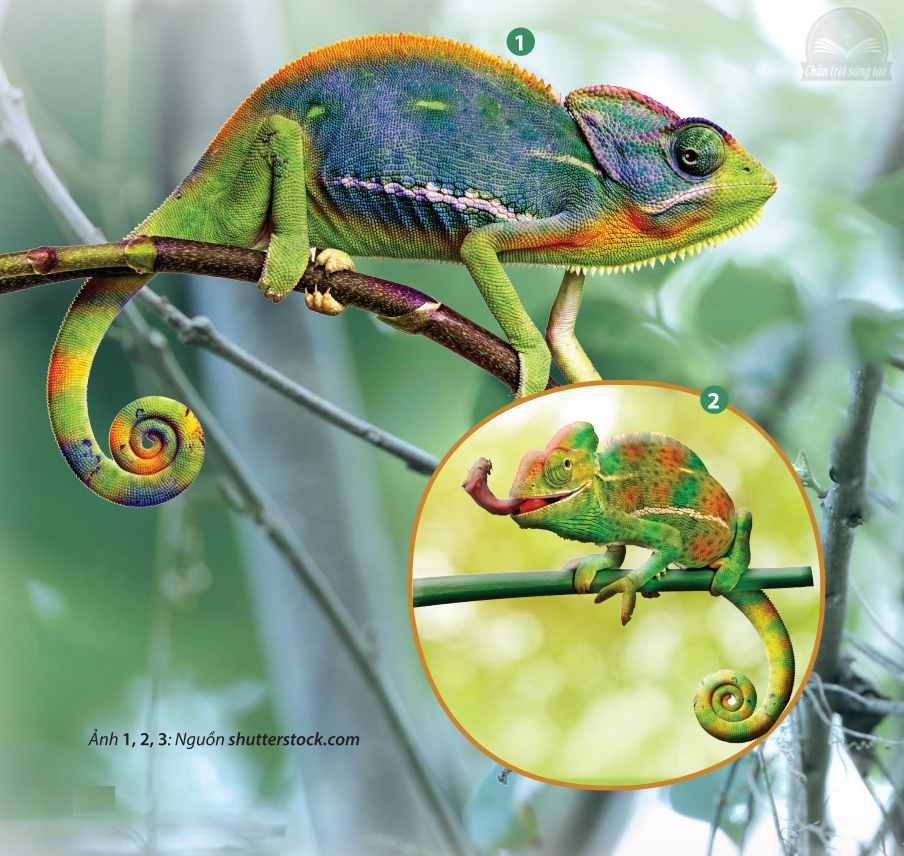 1
Chân trời sáng tạo
2
Ảnh 1, 2, 3: Nguồn shutterstock.com